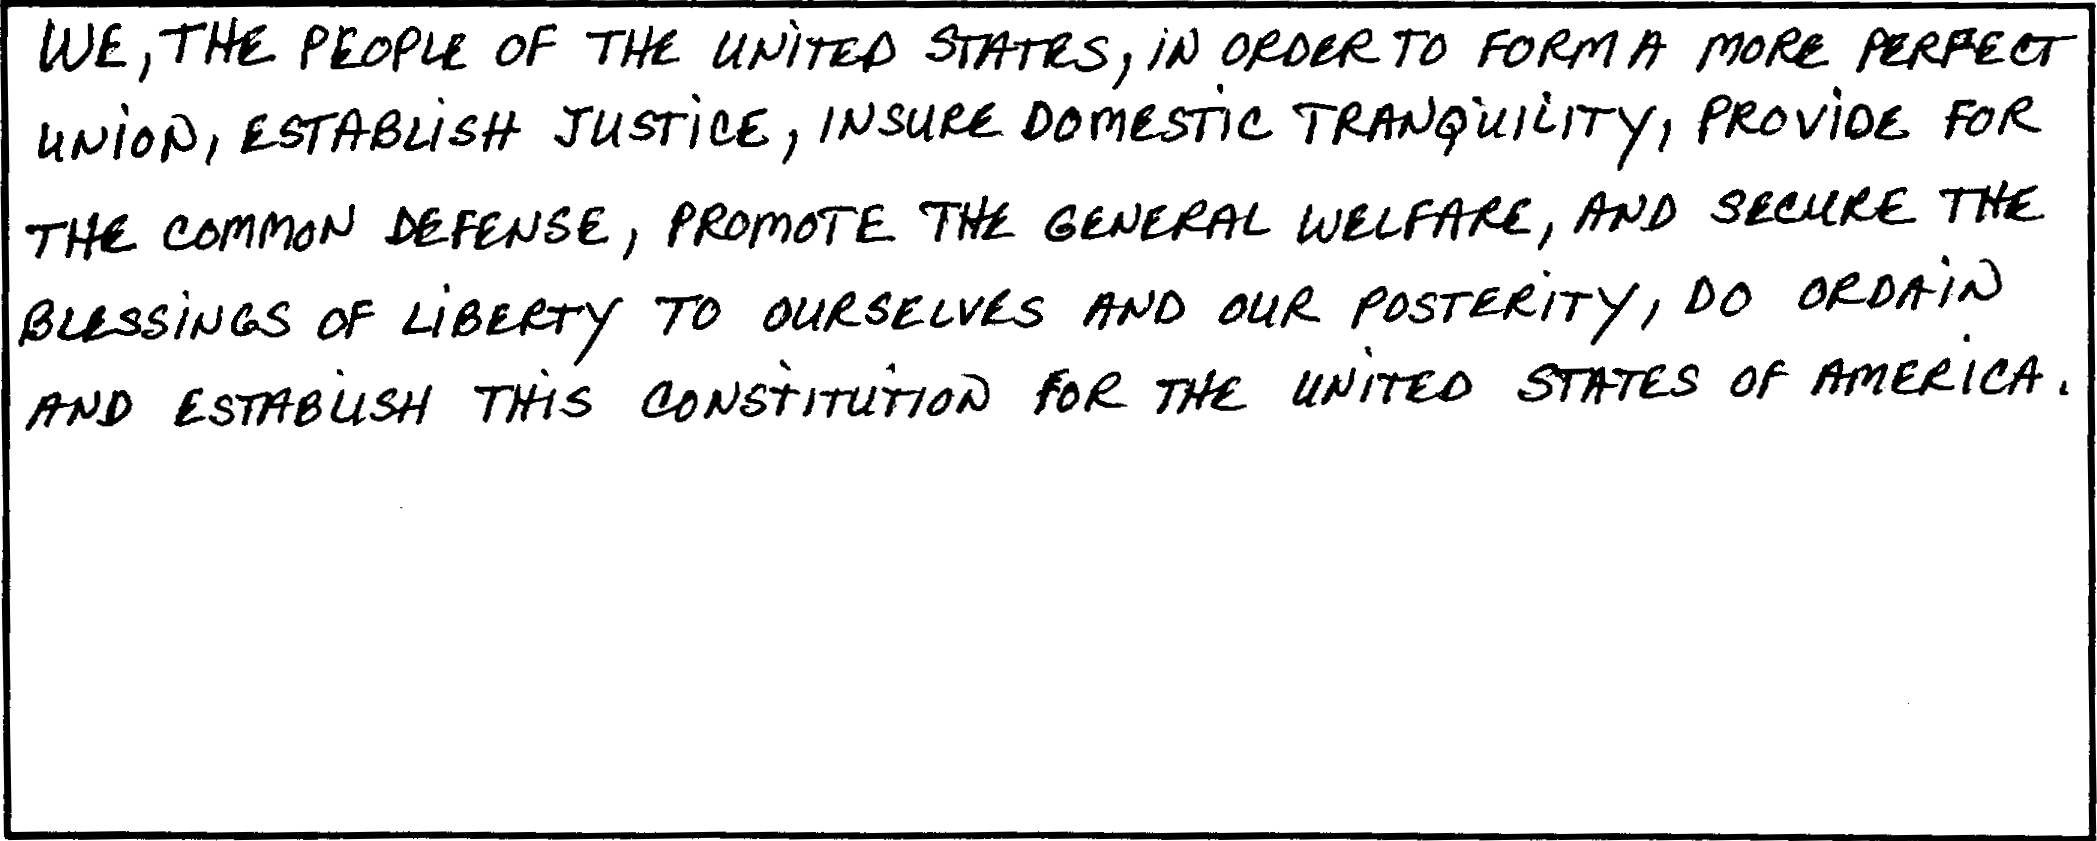 WE, THE PEOPLE OF THE UNITED STATES, IN ORDER TO FORM A MORE PERFECT
UNION, ESTABLISH JUSTICE, INSURE DOMESTIC TRANQUILITY, PROVIDE FOR
THE COMMON DEFENSE, PROMOTE THE GENERAL WELFARE, AND SECURE THE
BLESSINGS OF LIBERTY TO OURSELVES AND OUR POSTERITY, DO ORDAIN
AND ESTABLISH THIS CONSTITUTION FOR THE UNITED STATES OF AMERICA.